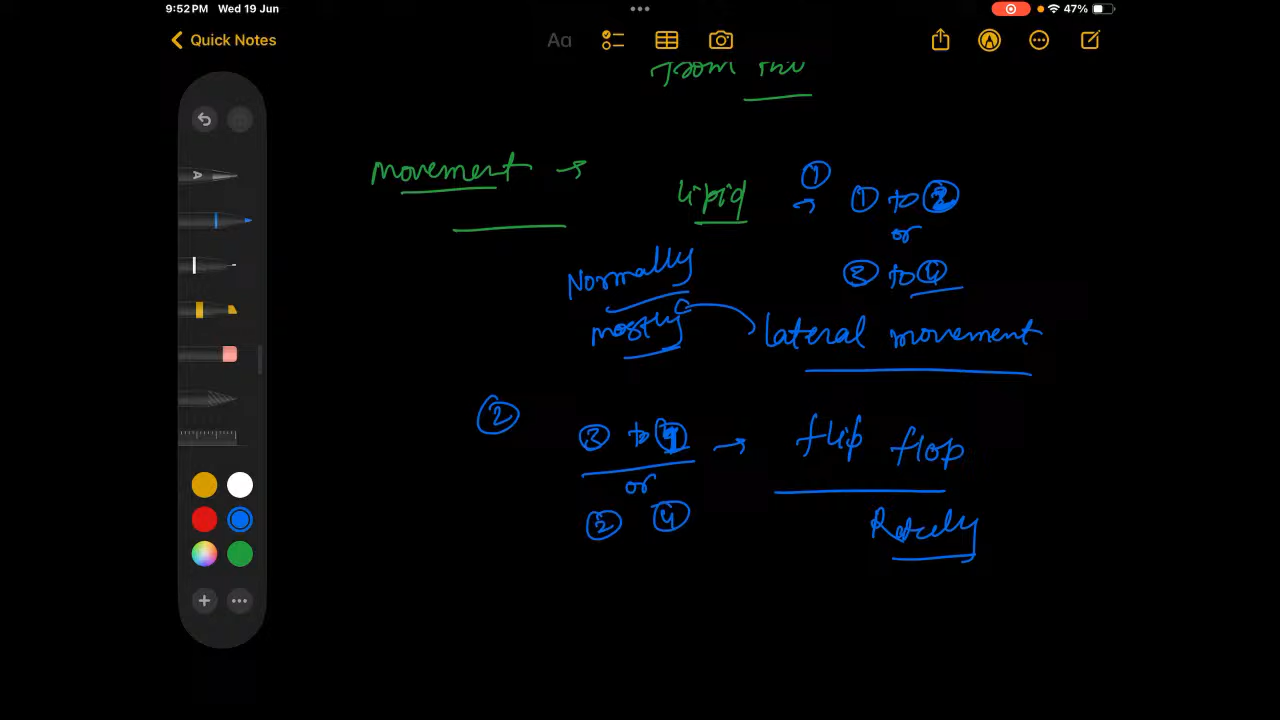 9:52 PM Wed 19 Jun
47%
Quick Notes
Aa
from
movement →
lipid → ① ① to ②
or
③ to ④
Normally
mostly
lateral movement
②
③ to → flip flop
or
② ④
Rarely